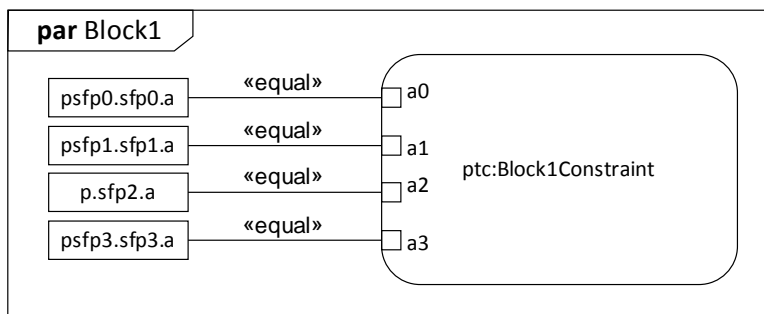 par Block1
psfp0.sfp0.a «equal» a0
psfp1.sfp1.a «equal» a1
ptc:Block1Constraint
p.sfp2.a «equal» a2
psfp3.sfp3.a «equal» a3